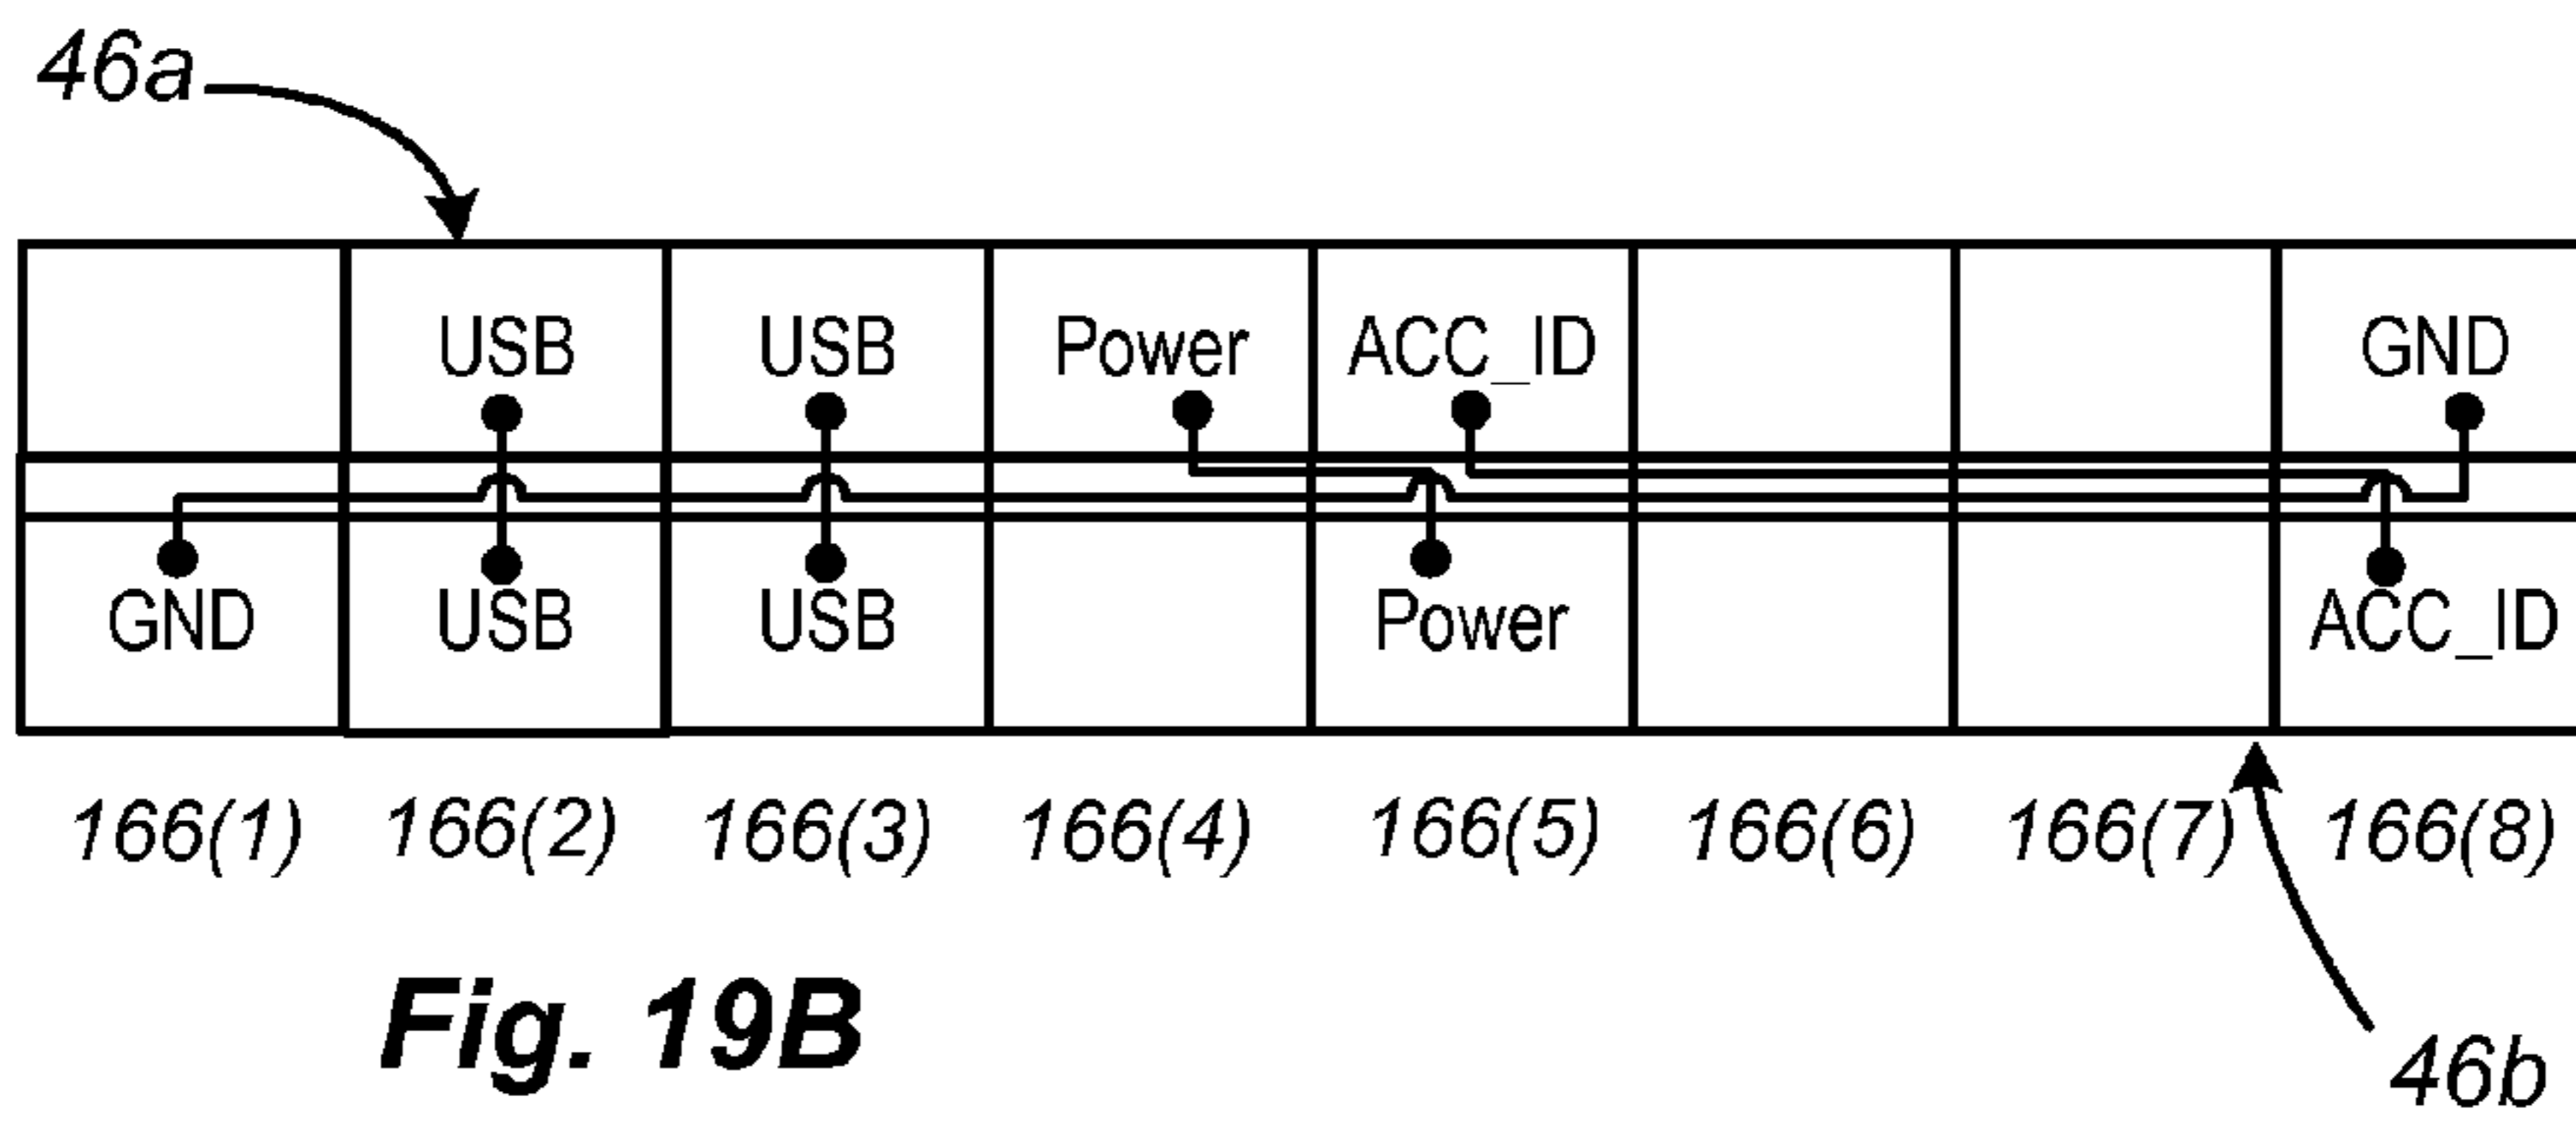 46a
USB USB Power ACC_ID GND
GND USB USB Power ACC_ID
166(1) 166(2) 166(3) 166(4) 166(5) 166(6) 166(7) 166(8)
Fig. 19B
46b